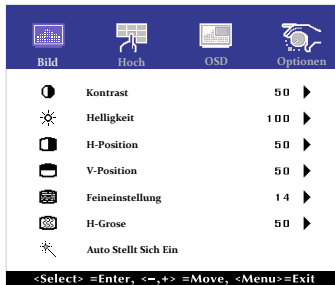 Bild Hoch OSD Optionen
Kontrast 50
Helligkeit 100
H-Position 50
V-Position 50
Feineinstellung 14
H-Grose 50
Auto Stellt Sich Ein
<Select> =Enter, <−,+> =Move, <Menu>=Exit